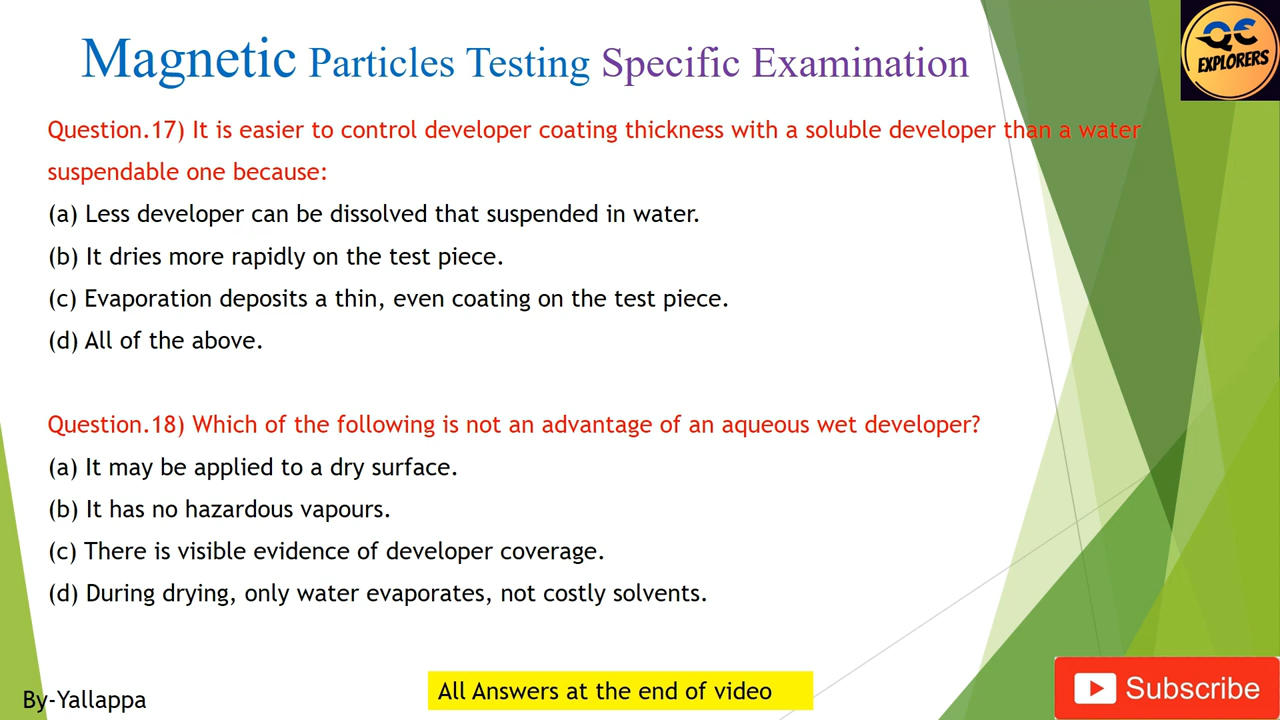 QC
EXPLORERS
Magnetic Particles Testing Specific Examination
Question.17) It is easier to control developer coating thickness with a soluble developer than a water
suspendable one because:
(a) Less developer can be dissolved that suspended in water.
(b) It dries more rapidly on the test piece.
(c) Evaporation deposits a thin, even coating on the test piece.
(d) All of the above.
Question.18) Which of the following is not an advantage of an aqueous wet developer?
(a) It may be applied to a dry surface.
(b) It has no hazardous vapours.
(c) There is visible evidence of developer coverage.
(d) During drying, only water evaporates, not costly solvents.
By-Yallappa
All Answers at the end of video
Subscribe